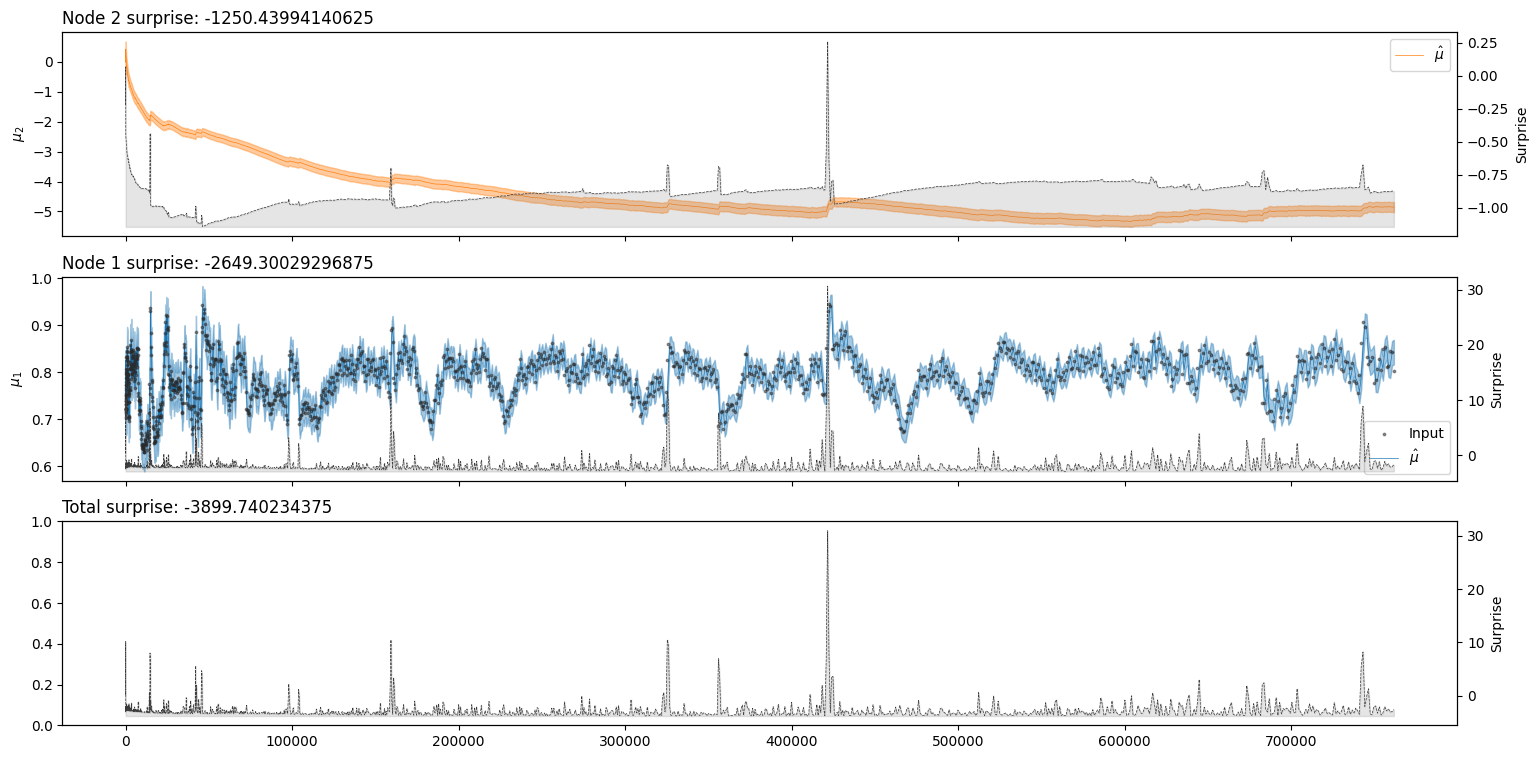 Node 2 surprise: -1250.43994140625
0
−1
−2
−3
−4
−5
μ2
μ̂
0.25
0.00
−0.25
−0.50
−0.75
−1.00
Surprise
Node 1 surprise: -2649.30029296875
1.0
0.9
0.8
0.7
0.6
μ1
Input
μ̂
30
20
10
0
Surprise
Total surprise: -3899.740234375
1.0
0.8
0.6
0.4
0.2
0.0
30
20
10
0
Surprise
0 100000 200000 300000 400000 500000 600000 700000